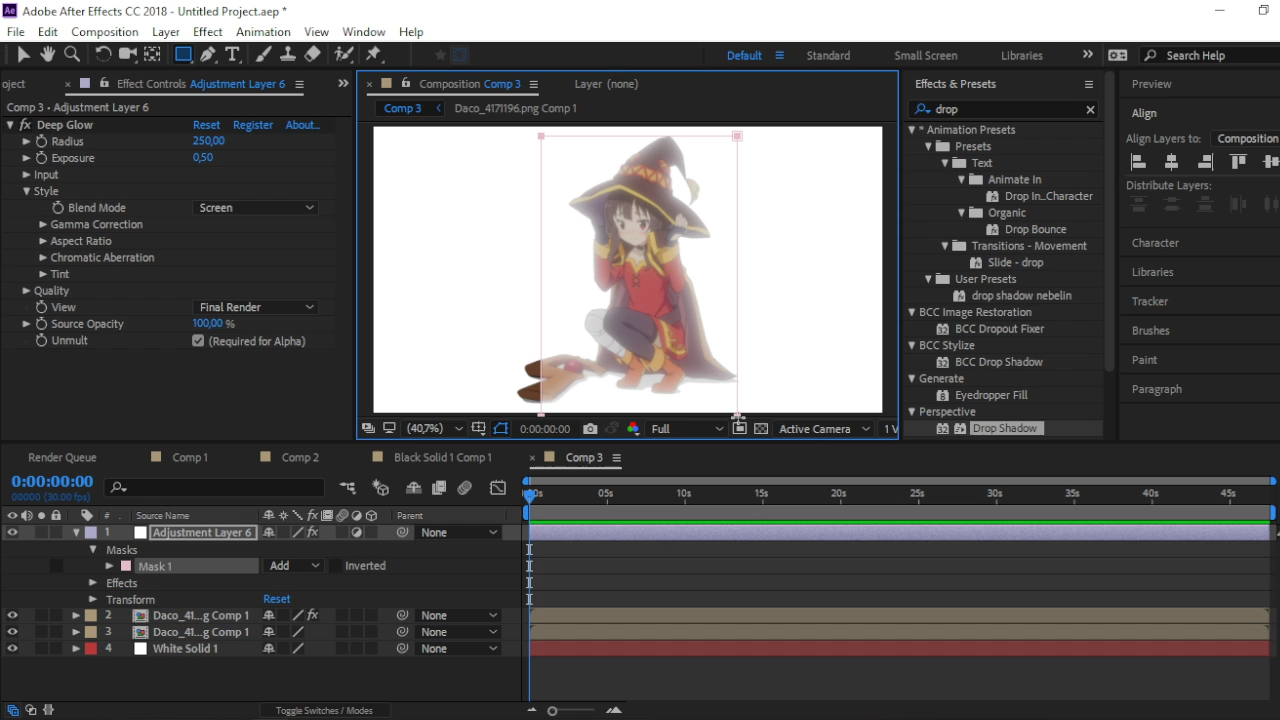 Adobe After Effects CC 2018 - Untitled Project.aep *
File Edit Composition Layer Effect Animation View Window Help
Default Standard Small Screen Libraries Search Help
oject Effect Controls Adjustment Layer 6 Composition Comp 3 Layer (none) Effects & Presets Preview
Comp 3 • Adjustment Layer 6 Comp 3 Daco_4171196.png Comp 1 drop Align
fx Deep Glow Reset Register About...
Radius 250,00
Exposure 0,50
Input
Style
Blend Mode Screen
Gamma Correction
Aspect Ratio
Chromatic Aberration
Tint
Quality
View Final Render
Source Opacity 100,00 %
Unmult (Required for Alpha)
(40,7%) 0:00:00:00 Full Active Camera 1 V
* Animation Presets
Presets
Text
Animate In
Drop In...Character
Organic
Drop Bounce
Transitions - Movement
Slide - drop
User Presets
drop shadow nebelin
BCC Image Restoration
BCC Dropout Fixer
BCC Stylize
BCC Drop Shadow
Generate
Eyedropper Fill
Perspective
Drop Shadow
Align Layers to: Composition
Distribute Layers:
Character
Libraries
Tracker
Brushes
Paint
Paragraph
Render Queue Comp 1 Comp 2 Black Solid 1 Comp 1 Comp 3
0:00:00:00
00000 (30.00 fps)
05s 10s 15s 20s 25s 30s 35s 40s 45s
# Source Name fx Parent
1 Adjustment Layer 6 fx None
Masks
Mask 1 Add Inverted
Effects
Transform Reset
2 Daco_41...g Comp 1 fx None
3 Daco_41...g Comp 1 None
4 White Solid 1 None
Toggle Switches / Modes